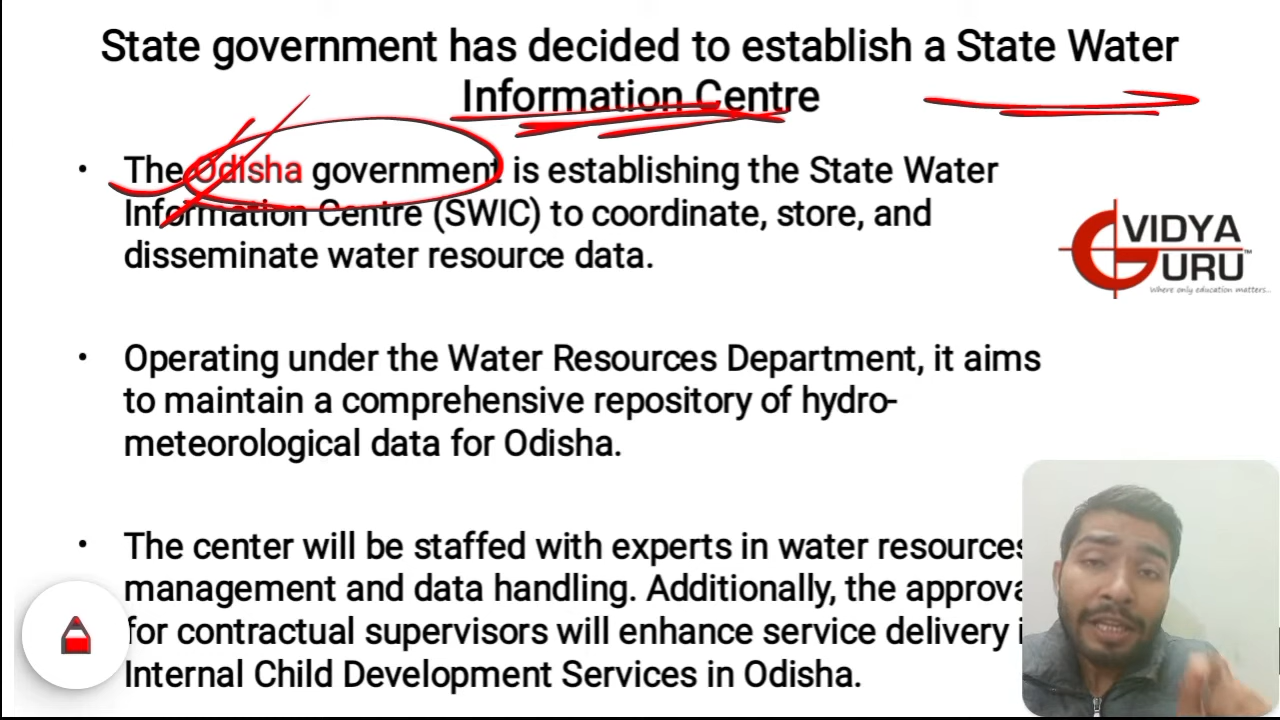 State government has decided to establish a State Water
Information Centre
• The Odisha government is establishing the State Water
Information Centre (SWIC) to coordinate, store, and
disseminate water resource data.
VIDYA
GURU™
Where only education matters...
• Operating under the Water Resources Department, it aims
to maintain a comprehensive repository of hydro-
meteorological data for Odisha.
• The center will be staffed with experts in water resources
management and data handling. Additionally, the approva
for contractual supervisors will enhance service delivery i
Internal Child Development Services in Odisha.